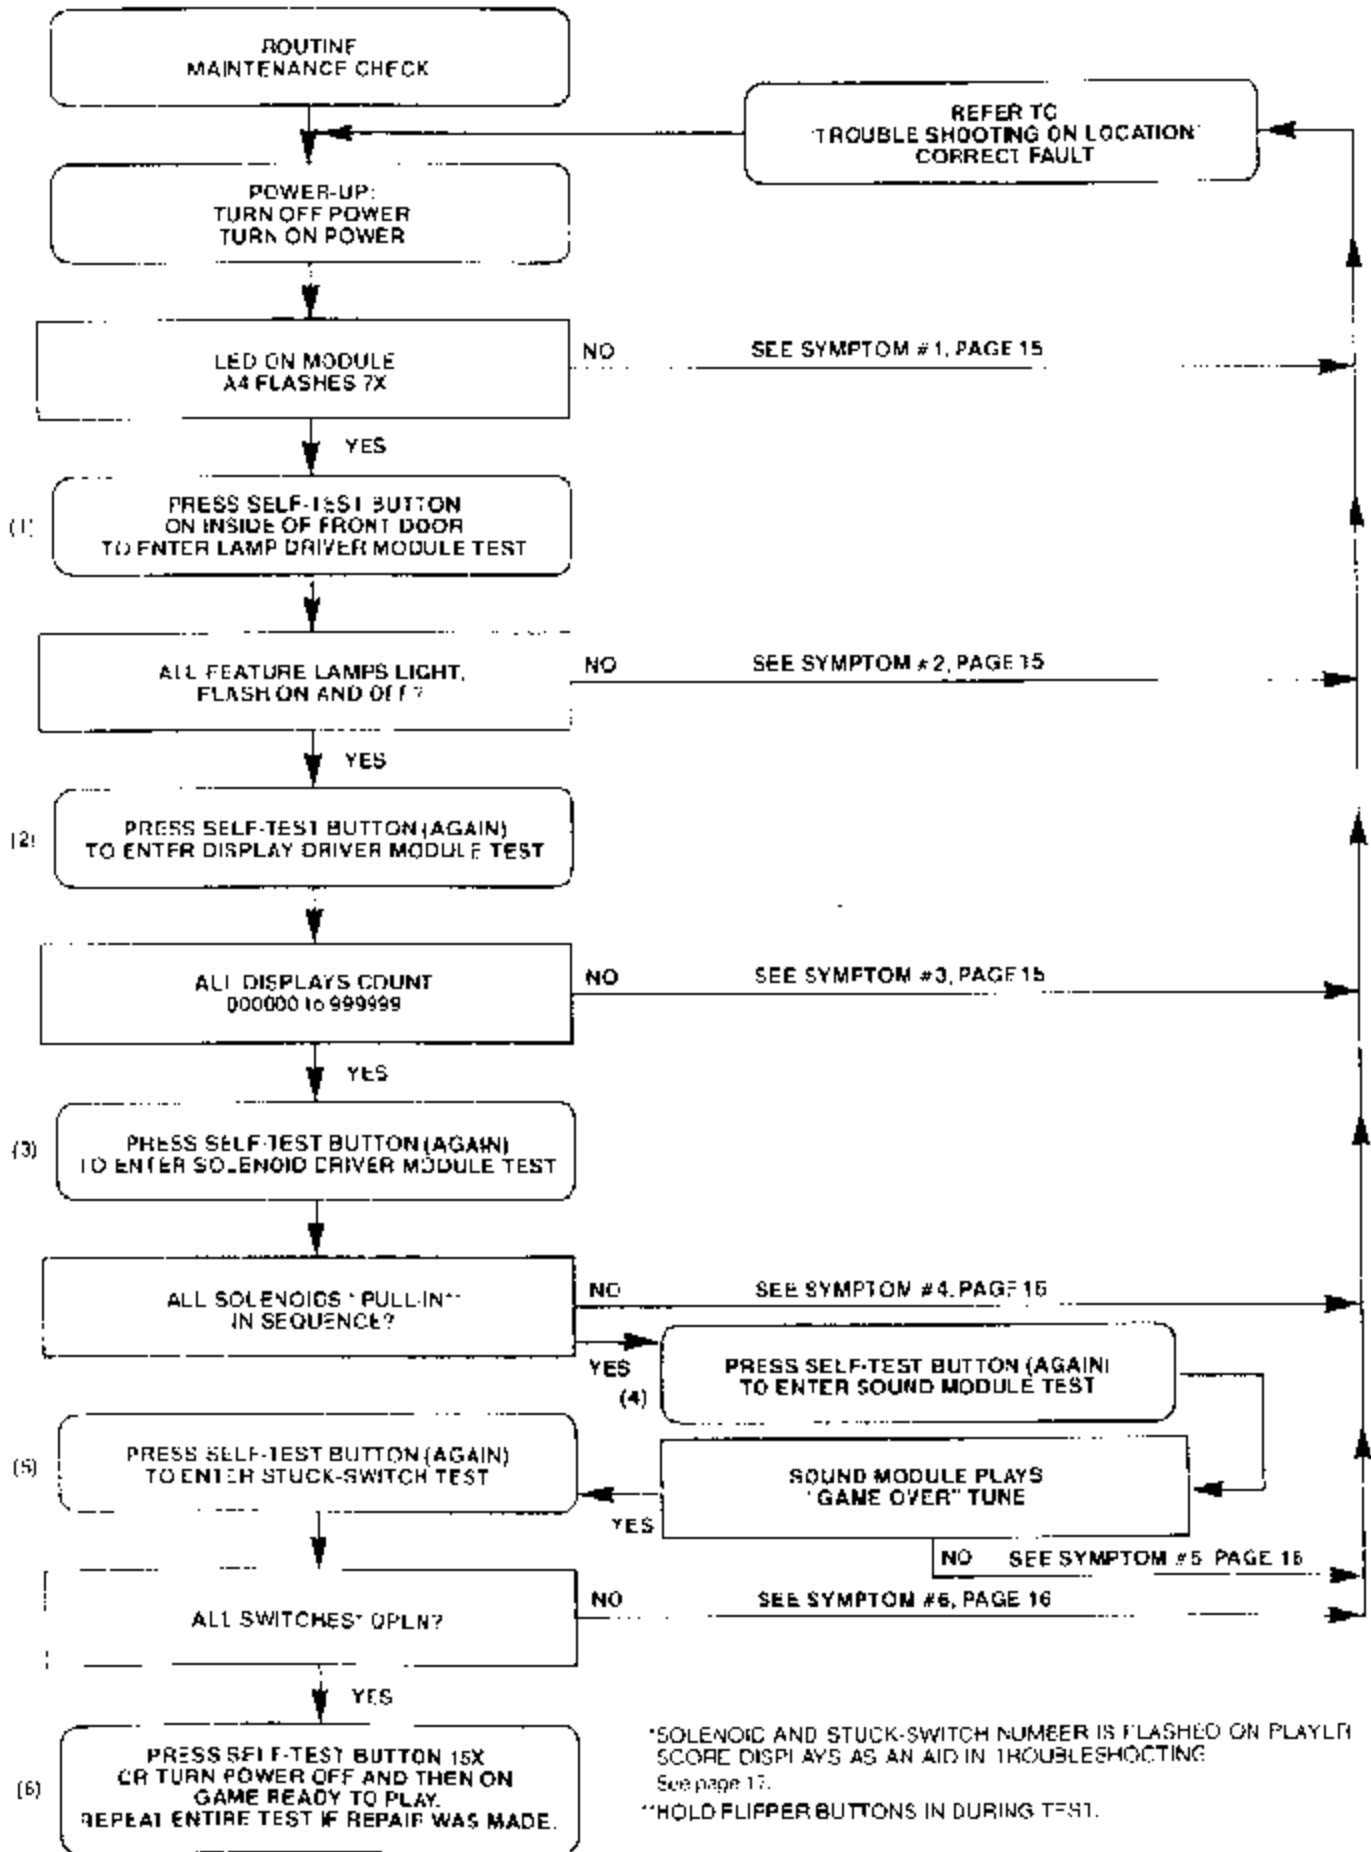 ROUTINE
MAINTENANCE CHECK
REFER TO
"TROUBLE SHOOTING ON LOCATION"
CORRECT FAULT
POWER-UP:
TURN OFF POWER
TURN ON POWER
LED ON MODULE
A4 FLASHES 7X
NO
SEE SYMPTOM #1, PAGE 15
YES
(1)
PRESS SELF-TEST BUTTON
ON INSIDE OF FRONT DOOR
TO ENTER LAMP DRIVER MODULE TEST
ALL FEATURE LAMPS LIGHT,
FLASH ON AND OFF?
NO
SEE SYMPTOM #2, PAGE 15
YES
(2)
PRESS SELF-TEST BUTTON (AGAIN)
TO ENTER DISPLAY DRIVER MODULE TEST
ALL DISPLAYS COUNT
000000 to 999999
NO
SEE SYMPTOM #3, PAGE 15
YES
(3)
PRESS SELF-TEST BUTTON (AGAIN)
TO ENTER SOLENOID DRIVER MODULE TEST
ALL SOLENOIDS* PULL-IN**
IN SEQUENCE?
NO
SEE SYMPTOM #4, PAGE 16
YES
(4)
PRESS SELF-TEST BUTTON (AGAIN)
TO ENTER SOUND MODULE TEST
SOUND MODULE PLAYS
"GAME OVER" TUNE
YES
NO
SEE SYMPTOM #5 PAGE 16
(5)
PRESS SELF-TEST BUTTON (AGAIN)
TO ENTER STUCK-SWITCH TEST
ALL SWITCHES* OPEN?
NO
SEE SYMPTOM #6, PAGE 16
YES
(6)
PRESS SELF-TEST BUTTON 15X
OR TURN POWER OFF AND THEN ON
GAME READY TO PLAY.
REPEAT ENTIRE TEST IF REPAIR WAS MADE.
*SOLENOID AND STUCK-SWITCH NUMBER IS FLASHED ON PLAYER
SCORE DISPLAYS AS AN AID IN TROUBLESHOOTING
See page 17.
**HOLD FLIPPER BUTTONS IN DURING TEST.